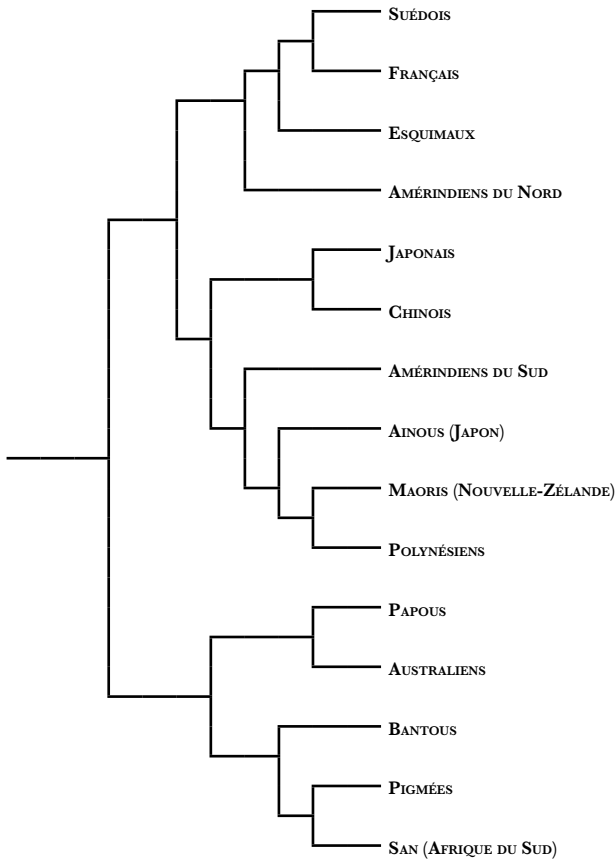 Suédois
Français
Esquimaux
Amérindiens du Nord
Japonais
Chinois
Amérindiens du Sud
Ainous (Japon)
Maoris (Nouvelle-Zélande)
Polynésiens
Papous
Australiens
Bantous
Pigmées
San (Afrique du Sud)